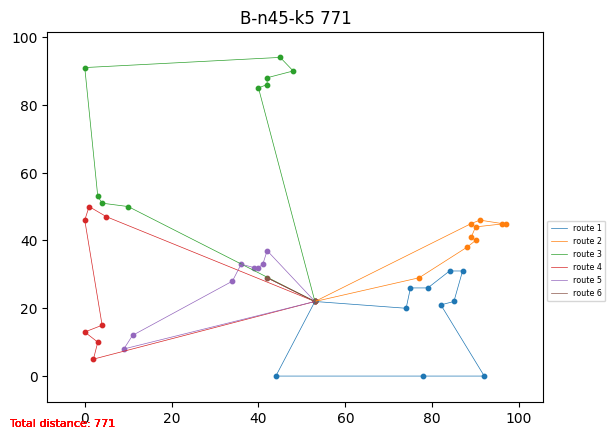 B-n45-k5 771
100
80
60
40
20
0
0 20 40 60 80 100
route 1
route 2
route 3
route 4
route 5
route 6
Total distance: 771